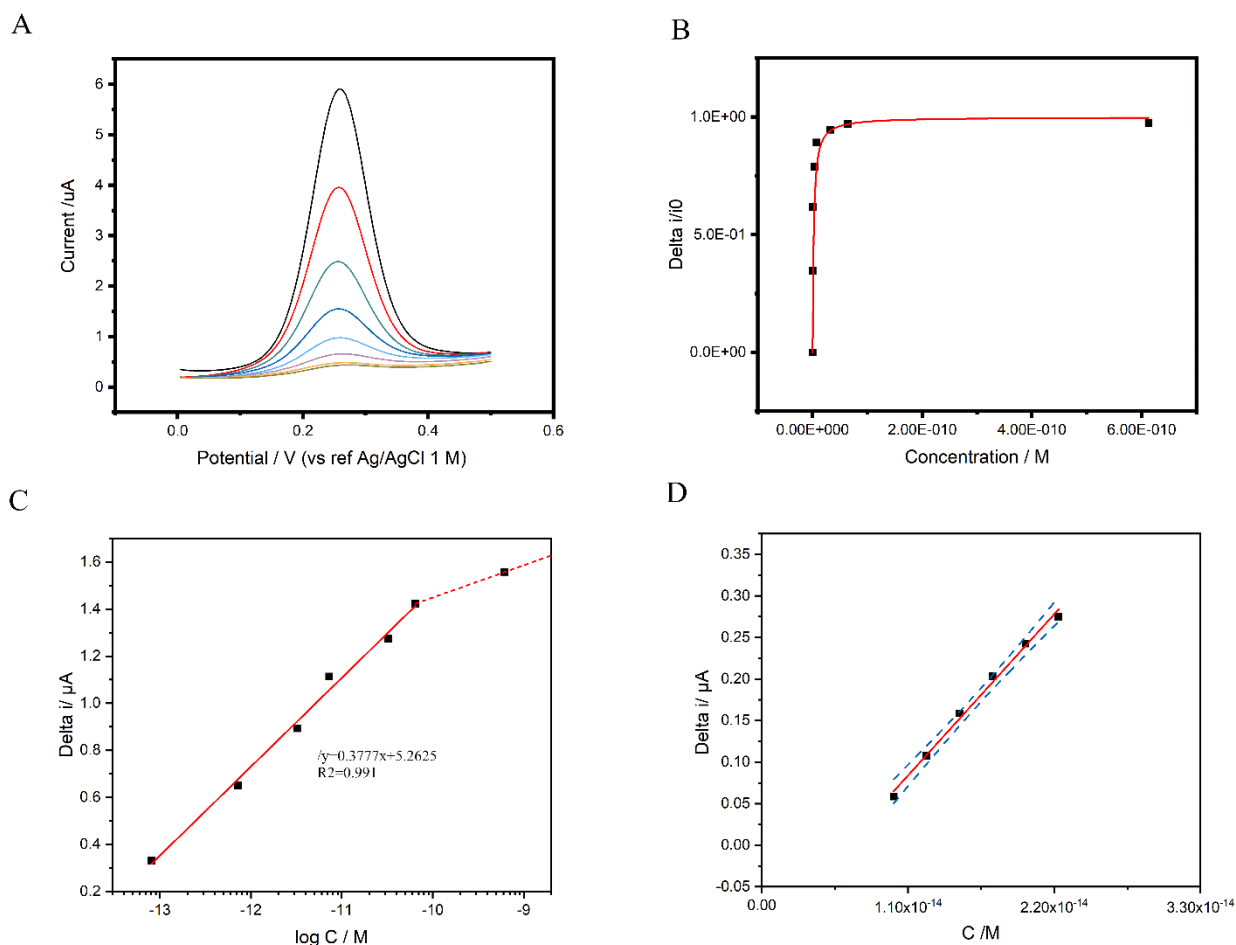 A
6
5
4
3
2
1
0
Current /uA
0.0 0.2 0.4 0.6
Potential / V (vs ref Ag/AgCl 1 M)
B
1.0E+00
5.0E-01
0.0E+00
Delta i/i0
0.00E+000 2.00E-010 4.00E-010 6.00E-010
Concentration / M
C
1.6
1.4
1.2
1.0
0.8
0.6
0.4
0.2
Delta i/ µA
/y=0.3777x+5.2625
R2=0.991
-13 -12 -11 -10 -9
log C / M
D
0.35
0.30
0.25
0.20
0.15
0.10
0.05
0.00
-0.05
Delta i/ µA
0.00 1.10x10-14 2.20x10-14 3.30x10-14
C /M